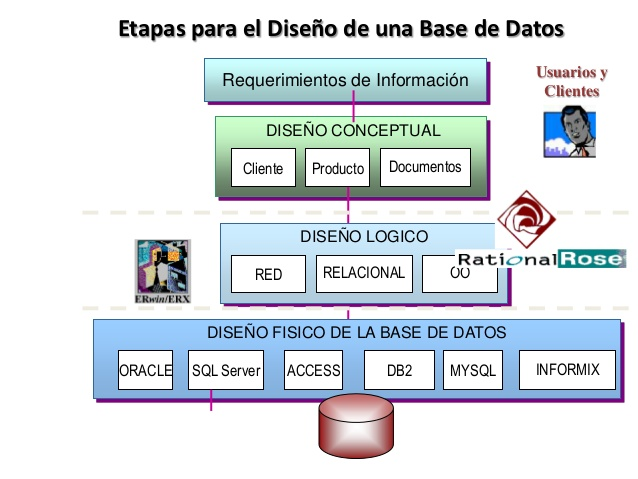 Etapas para el Diseño de una Base de Datos
Requerimientos de Información
Usuarios y
Clientes
DISEÑO CONCEPTUAL
Cliente
Producto
Documentos
DISEÑO LOGICO
RED
RELACIONAL
OO
Rational Rose
ERwin/ERX
DISEÑO FISICO DE LA BASE DE DATOS
ORACLE
SQL Server
ACCESS
DB2
MYSQL
INFORMIX